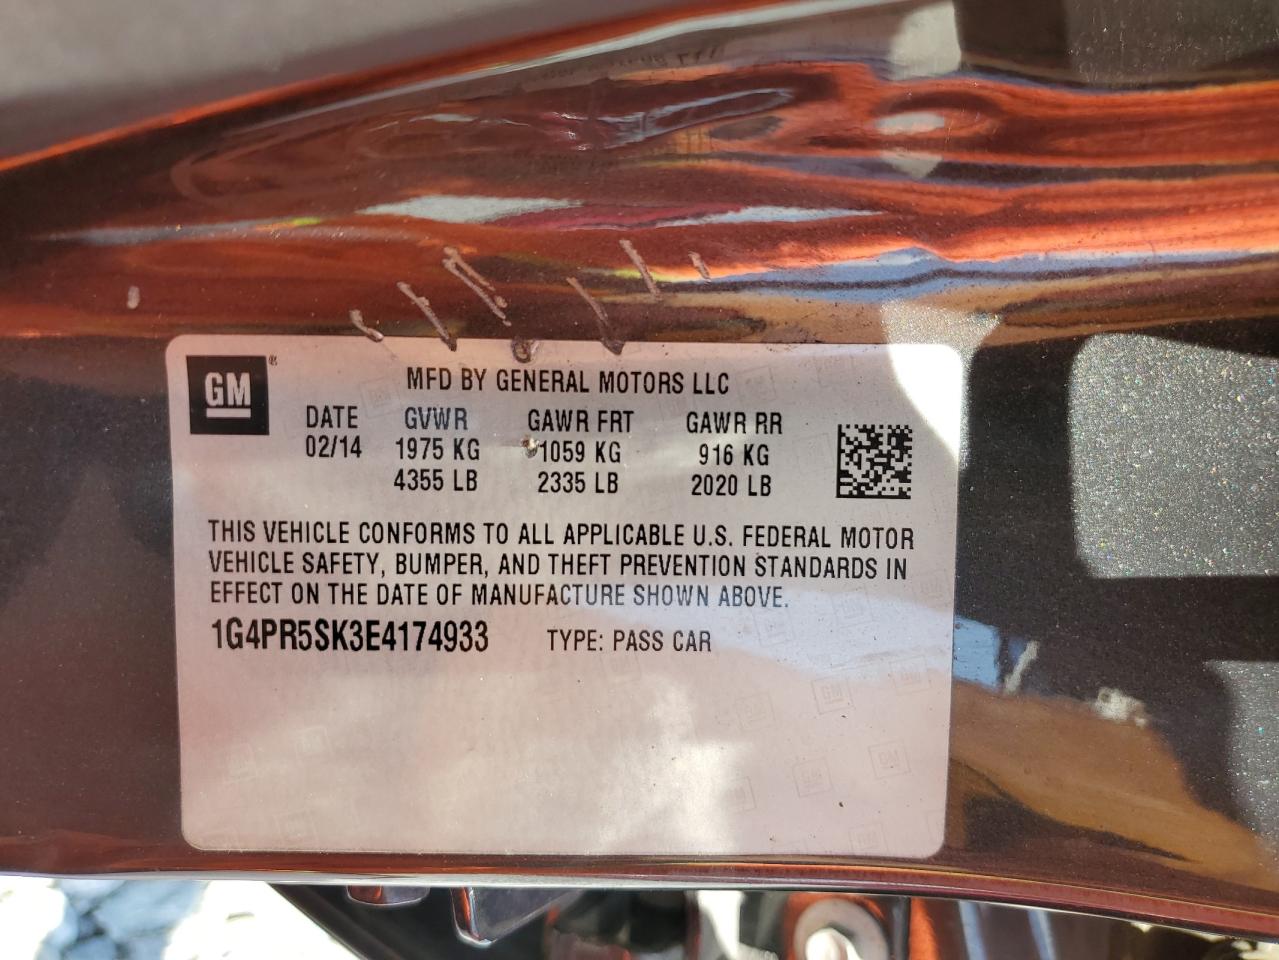 GM
MFD BY GENERAL MOTORS LLC
DATE GVWR GAWR FRT GAWR RR
02/14 1975 KG 1059 KG 916 KG
4355 LB 2335 LB 2020 LB
THIS VEHICLE CONFORMS TO ALL APPLICABLE U.S. FEDERAL MOTOR
VEHICLE SAFETY, BUMPER, AND THEFT PREVENTION STANDARDS IN
EFFECT ON THE DATE OF MANUFACTURE SHOWN ABOVE.
1G4PR5SK3E4174933 TYPE: PASS CAR